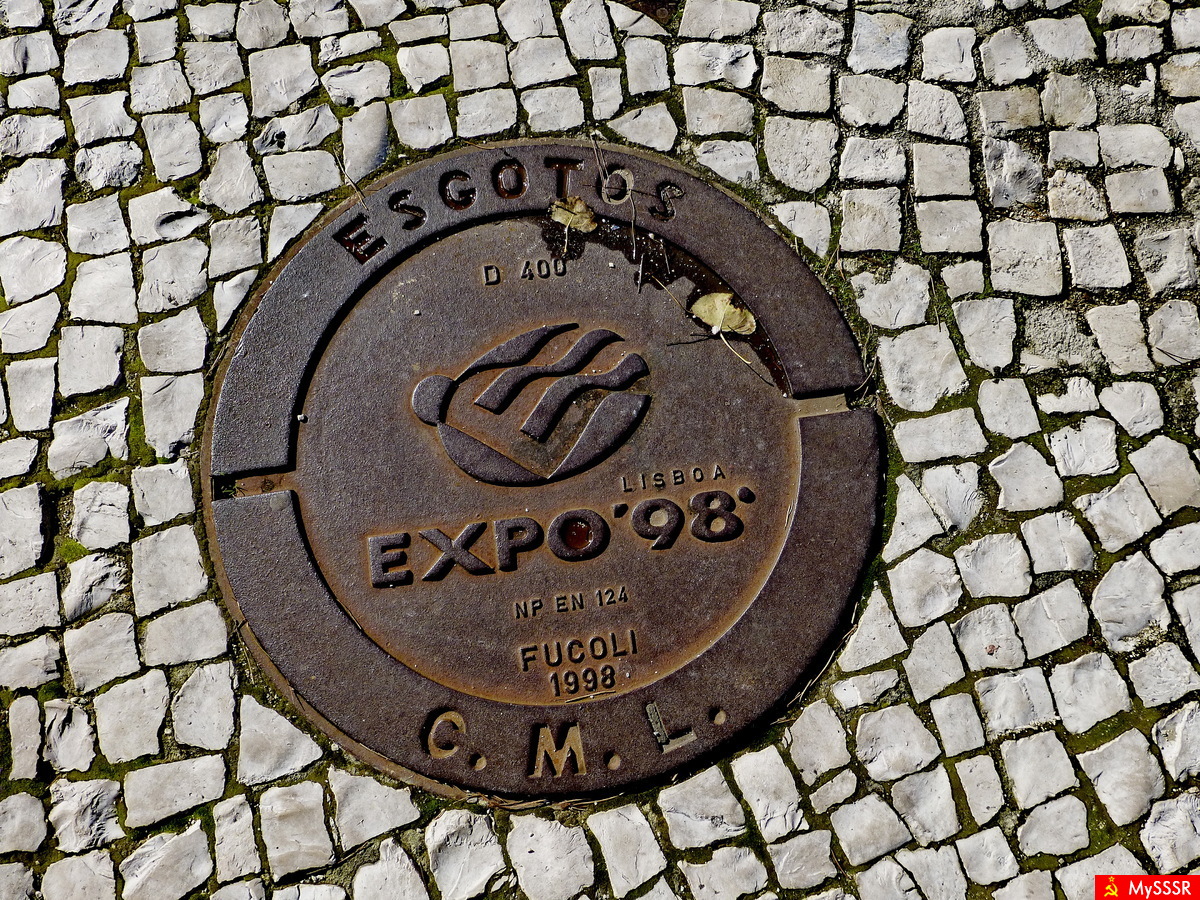 ESGOTOS
D 400
LISBOA
EXPO'98'
NP EN 124
FUCOLI
1998
C. M. L.
MySSSR